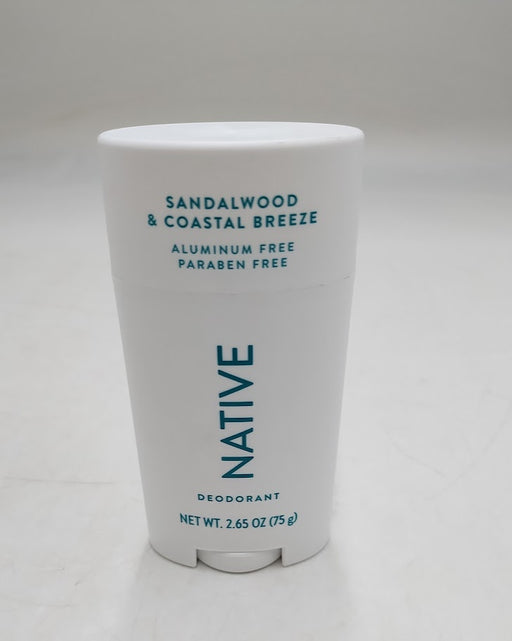 SANDALWOOD
& COASTAL BREEZE
ALUMINUM FREE
PARABEN FREE
NATIVE
DEODORANT
NET WT. 2.65 OZ (75 g)